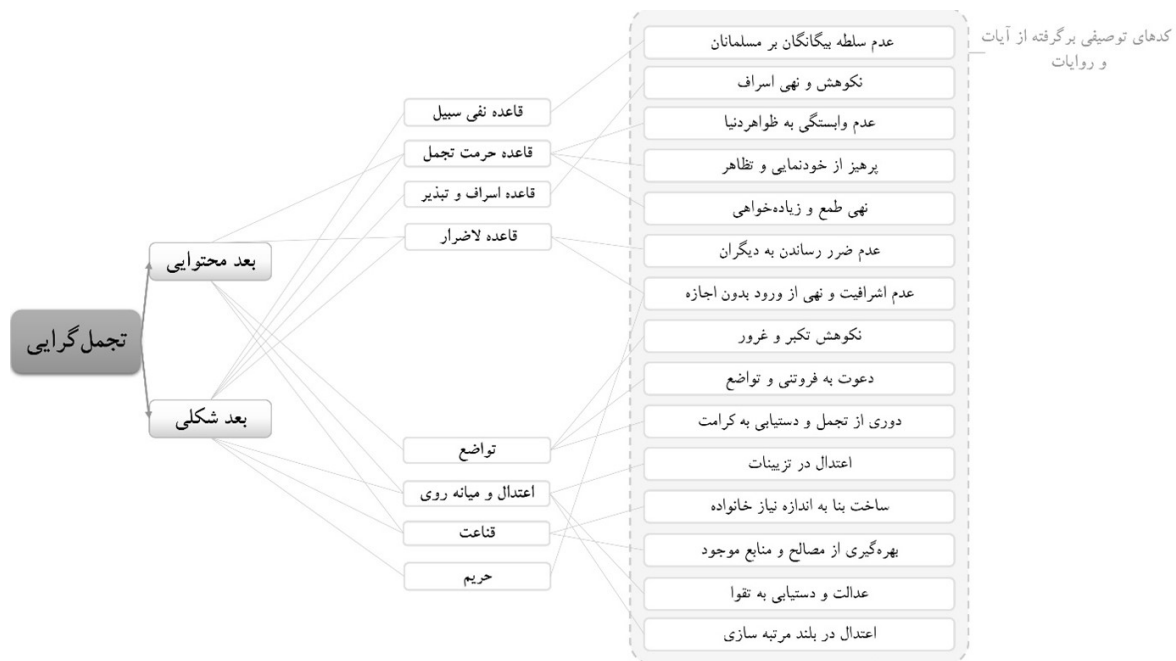 کدهای توصیفی برگرفته از آیات
و روایات
عدم سلطه بیگانگان بر مسلمانان
نکوهش و نهی اسراف
عدم وابستگی به ظواهردنیا
پرهیز از خودنمایی و تظاهر
نهی طمع و زیاده‌خواهی
عدم ضرر رساندن به دیگران
عدم اشرافیت و نهی از ورود بدون اجازه
نکوهش تکبر و غرور
دعوت به فروتنی و تواضع
دوری از تجمل و دستیابی به کرامت
اعتدال در تزیینات
ساخت بنا به اندازه نیاز خانواده
بهره‌گیری از مصالح و منابع موجود
عدالت و دستیابی به تقوا
اعتدال در بلند مرتبه سازی
قاعده نفی سبیل
قاعده حرمت تجمل
قاعده اسراف و تبذیر
قاعده لاضرار
تواضع
اعتدال و میانه روی
قناعت
حریم
بعد محتوایی
بعد شکلی
تجمل‌گرایی